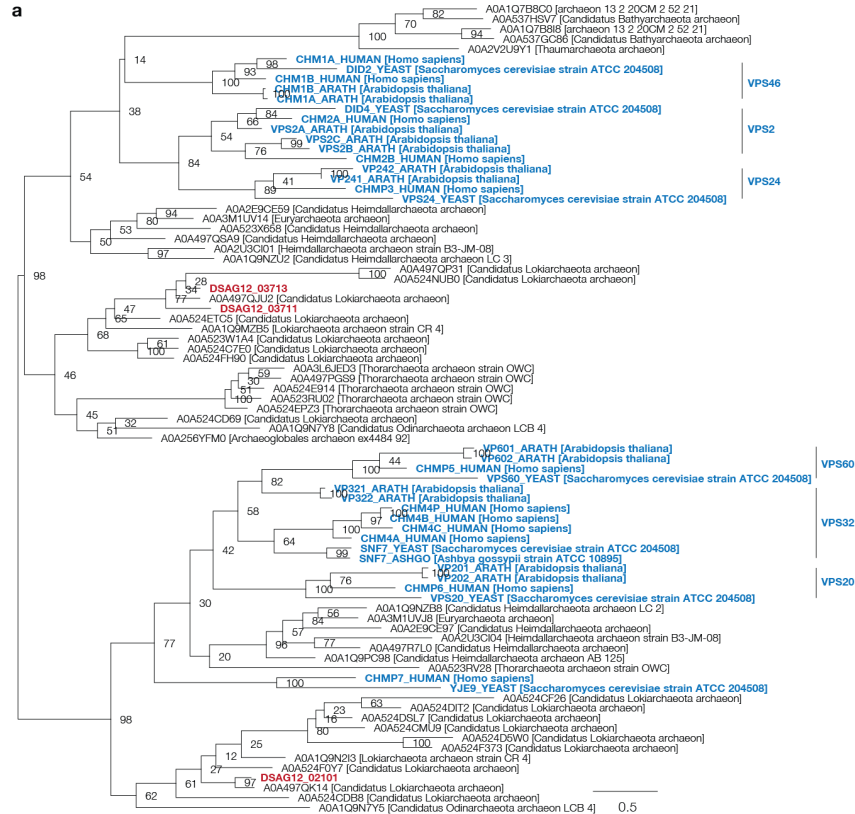 a
A0A1Q7B8C0 [archaeon 13 2 20CM 2 52 21]
82
A0A537HSV7 [Candidatus Bathyarchaeota archaeon]
70
A0A1Q7B8I8 [archaeon 13 2 20CM 2 52 21]
100
94
A0A537GC86 [Candidatus Bathyarchaeota archaeon]
A0A2V2U9Y1 [Thaumarchaeota archaeon]
14
CHM1A_HUMAN [Homo sapiens]
98
DID2_YEAST [Saccharomyces cerevisiae strain ATCC 204508]
93
CHM1B_HUMAN [Homo sapiens]
100
VPS46
CHM1B_ARATH [Arabidopsis thaliana]
100
CHM1A_ARATH [Arabidopsis thaliana]
38
DID4_YEAST [Saccharomyces cerevisiae strain ATCC 204508]
84
CHM2A_HUMAN [Homo sapiens]
66
VPS2A_ARATH [Arabidopsis thaliana]
VPS2
54
VPS2C_ARATH [Arabidopsis thaliana]
99
VPS2B_ARATH [Arabidopsis thaliana]
76
CHM2B_HUMAN [Homo sapiens]
84
VP242_ARATH [Arabidopsis thaliana]
100
VP241_ARATH [Arabidopsis thaliana]
41
VPS24
CHMP3_HUMAN [Homo sapiens]
89
VPS24_YEAST [Saccharomyces cerevisiae strain ATCC 204508]
54
A0A2E9CE59 [Candidatus Heimdallarchaeota archaeon]
94
A0A3M1UV14 [Euryarchaeota archaeon]
80
A0A523X658 [Candidatus Heimdallarchaeota archaeon]
53
A0A497QSA9 [Candidatus Heimdallarchaeota archaeon]
50
A0A2U3CI01 [Heimdallarchaeota archaeon strain B3-JM-08]
97
A0A1Q9NZU2 [Candidatus Heimdallarchaeota archaeon LC 3]
98
A0A497QP31 [Candidatus Lokiarchaeota archaeon]
100
A0A524NUB0 [Candidatus Lokiarchaeota archaeon]
28
DSAG12_03713
34
A0A497QJU2 [Candidatus Lokiarchaeota archaeon]
77
DSAG12_03711
47
A0A524ETC5 [Candidatus Lokiarchaeota archaeon]
65
A0A1Q9MZB5 [Lokiarchaeota archaeon strain CR 4]
68
A0A523W1A4 [Candidatus Lokiarchaeota archaeon]
61
A0A524C7E0 [Candidatus Lokiarchaeota archaeon]
100
A0A524FH90 [Candidatus Lokiarchaeota archaeon]
46
A0A3L6JED3 [Thorarchaeota archaeon strain OWC]
59
A0A497PGS9 [Thorarchaeota archaeon strain OWC]
30
A0A524E914 [Thorarchaeota archaeon strain OWC]
51
A0A523RU02 [Thorarchaeota archaeon strain OWC]
100
A0A524EPZ3 [Thorarchaeota archaeon strain OWC]
45
A0A524CD69 [Candidatus Lokiarchaeota archaeon]
32
A0A1Q9N7Y8 [Candidatus Odinarchaeota archaeon LCB 4]
51
A0A256YFM0 [Archaeoglobales archaeon ex4484 92]
VP601_ARATH [Arabidopsis thaliana]
100
VP602_ARATH [Arabidopsis thaliana]
44
VPS60
CHMP5_HUMAN [Homo sapiens]
100
VPS60_YEAST [Saccharomyces cerevisiae strain ATCC 204508]
82
VP321_ARATH [Arabidopsis thaliana]
100
VP322_ARATH [Arabidopsis thaliana]
58
CHM4P_HUMAN [Homo sapiens]
100
CHM4B_HUMAN [Homo sapiens]
97
VPS32
CHM4C_HUMAN [Homo sapiens]
100
CHM4A_HUMAN [Homo sapiens]
64
SNF7_YEAST [Saccharomyces cerevisiae strain ATCC 204508]
99
SNF7_ASHGO [Ashbya gossypii strain ATCC 10895]
42
VP201_ARATH [Arabidopsis thaliana]
100
VP202_ARATH [Arabidopsis thaliana]
76
VPS20
CHMP6_HUMAN [Homo sapiens]
100
VPS20_YEAST [Saccharomyces cerevisiae strain ATCC 204508]
30
A0A1Q9NZB8 [Candidatus Heimdallarchaeota archaeon LC 2]
56
A0A3M1UVJ8 [Euryarchaeota archaeon]
84
A0A2E9CE97 [Candidatus Heimdallarchaeota archaeon]
57
A0A2U3CI04 [Heimdallarchaeota archaeon strain B3-JM-08]
96
77
A0A497R7L0 [Candidatus Heimdallarchaeota archaeon]
A0A1Q9PC98 [Candidatus Heimdallarchaeota archaeon AB 125]
20
A0A523RV28 [Thorarchaeota archaeon strain OWC]
77
CHMP7_HUMAN [Homo sapiens]
100
YJE9_YEAST [Saccharomyces cerevisiae strain ATCC 204508]
98
A0A524CF26 [Candidatus Lokiarchaeota archaeon]
63
A0A524DIT2 [Candidatus Lokiarchaeota archaeon]
23
A0A524DSL7 [Candidatus Lokiarchaeota archaeon]
16
A0A524CMU9 [Candidatus Lokiarchaeota archaeon]
80
A0A524D5W0 [Candidatus Lokiarchaeota archaeon]
100
A0A524F373 [Candidatus Lokiarchaeota archaeon]
25
A0A1Q9N2I3 [Lokiarchaeota archaeon strain CR 4]
12
A0A524F0Y7 [Candidatus Lokiarchaeota archaeon]
27
DSAG12_02101
61
97
A0A497QK14 [Candidatus Lokiarchaeota archaeon]
A0A524CDB8 [Candidatus Lokiarchaeota archaeon]
62
A0A1Q9N7Y5 [Candidatus Odinarchaeota archaeon LCB 4]
0.5